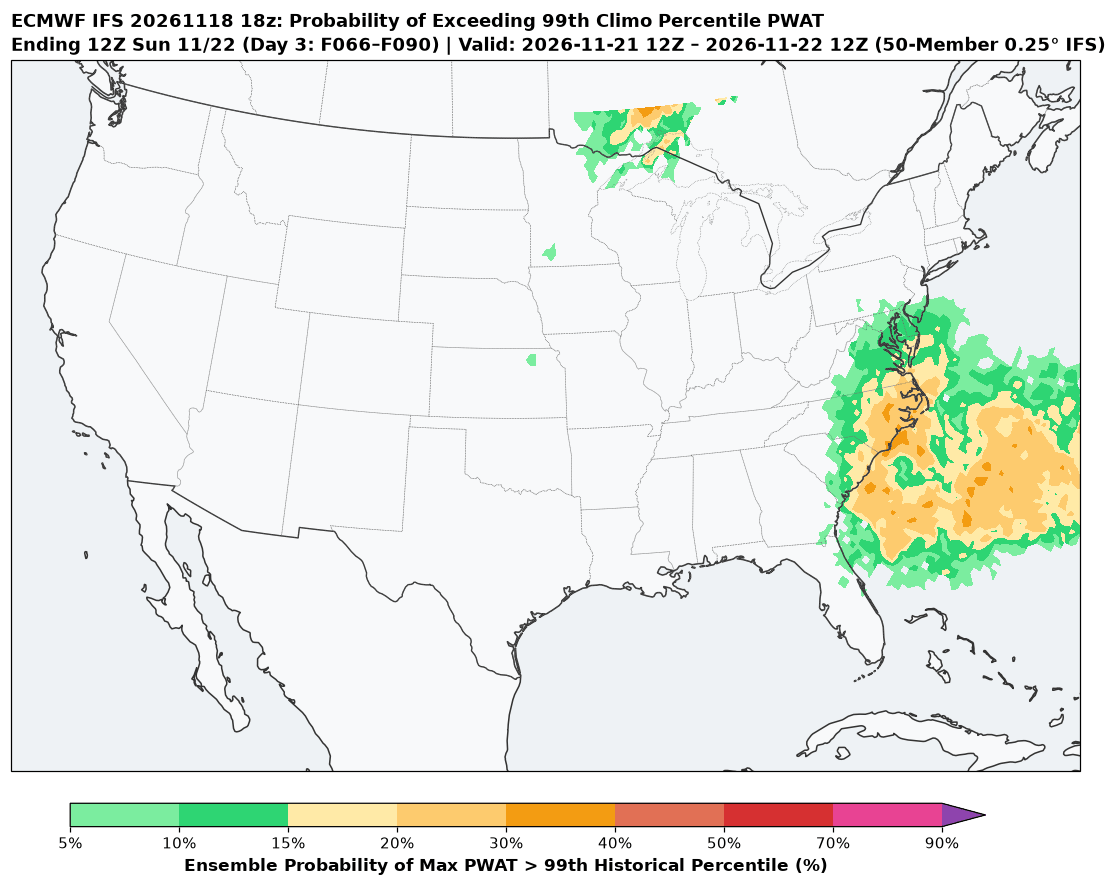 ECMWF IFS 20261118 18z: Probability of Exceeding 99th Climo Percentile PWAT
Ending 12Z Sun 11/22 (Day 3: F066–F090) | Valid: 2026-11-21 12Z – 2026-11-22 12Z (50-Member 0.25° IFS)
5% 10% 15% 20% 30% 40% 50% 70% 90%
Ensemble Probability of Max PWAT > 99th Historical Percentile (%)